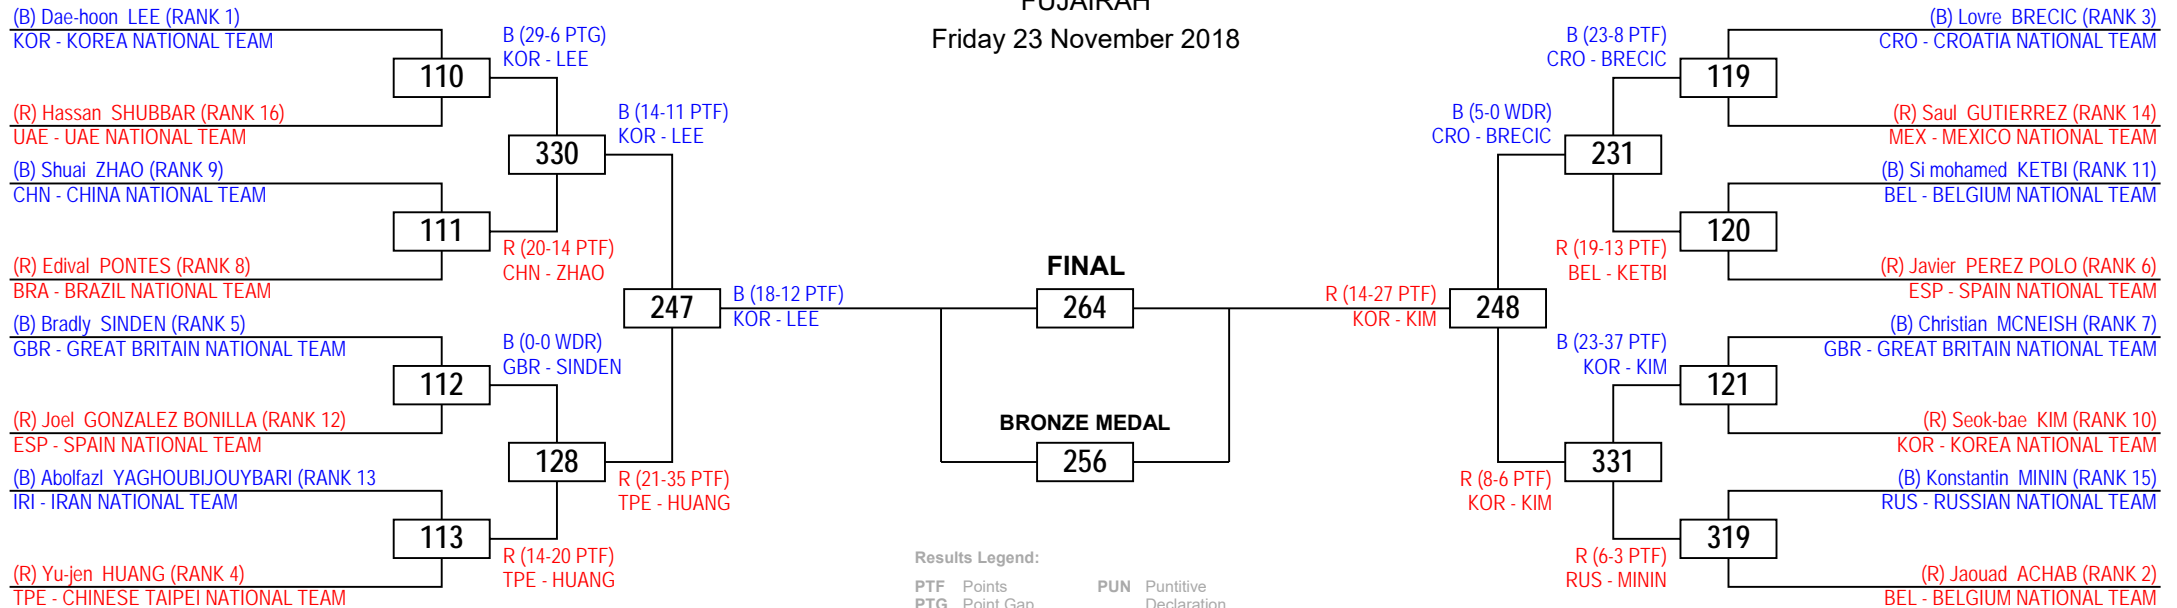 FUJAIRAH
Friday 23 November 2018
(B) Dae-hoon LEE (RANK 1)
KOR - KOREA NATIONAL TEAM
110
(R) Hassan SHUBBAR (RANK 16)
UAE - UAE NATIONAL TEAM
(B) Shuai ZHAO (RANK 9)
CHN - CHINA NATIONAL TEAM
111
(R) Edival PONTES (RANK 8)
BRA - BRAZIL NATIONAL TEAM
(B) Bradly SINDEN (RANK 5)
GBR - GREAT BRITAIN NATIONAL TEAM
112
(R) Joel GONZALEZ BONILLA (RANK 12)
ESP - SPAIN NATIONAL TEAM
(B) Abolfazl YAGHOUBIJOUYBARI (RANK 13
IRI - IRAN NATIONAL TEAM
113
(R) Yu-jen HUANG (RANK 4)
TPE - CHINESE TAIPEI NATIONAL TEAM
B (29-6 PTG)
KOR - LEE
330
R (20-14 PTF)
CHN - ZHAO
B (0-0 WDR)
GBR - SINDEN
128
R (14-20 PTF)
TPE - HUANG
B (14-11 PTF)
KOR - LEE
247
R (21-35 PTF)
TPE - HUANG
B (18-12 PTF)
KOR - LEE
FINAL
264
BRONZE MEDAL
256
R (14-27 PTF)
KOR - KIM
B (5-0 WDR)
CRO - BRECIC
248
R (8-6 PTF)
KOR - KIM
B (23-8 PTF)
CRO - BRECIC
231
R (19-13 PTF)
BEL - KETBI
B (23-37 PTF)
KOR - KIM
331
R (6-3 PTF)
RUS - MININ
(B) Lovre BRECIC (RANK 3)
CRO - CROATIA NATIONAL TEAM
119
(R) Saul GUTIERREZ (RANK 14)
MEX - MEXICO NATIONAL TEAM
(B) Si mohamed KETBI (RANK 11)
BEL - BELGIUM NATIONAL TEAM
120
(R) Javier PEREZ POLO (RANK 6)
ESP - SPAIN NATIONAL TEAM
(B) Christian MCNEISH (RANK 7)
GBR - GREAT BRITAIN NATIONAL TEAM
121
(R) Seok-bae KIM (RANK 10)
KOR - KOREA NATIONAL TEAM
(B) Konstantin MININ (RANK 15)
RUS - RUSSIAN NATIONAL TEAM
319
(R) Jaouad ACHAB (RANK 2)
BEL - BELGIUM NATIONAL TEAM
Results Legend:
PTF Points PUN Puntitive
PTG Point Gap Declaration